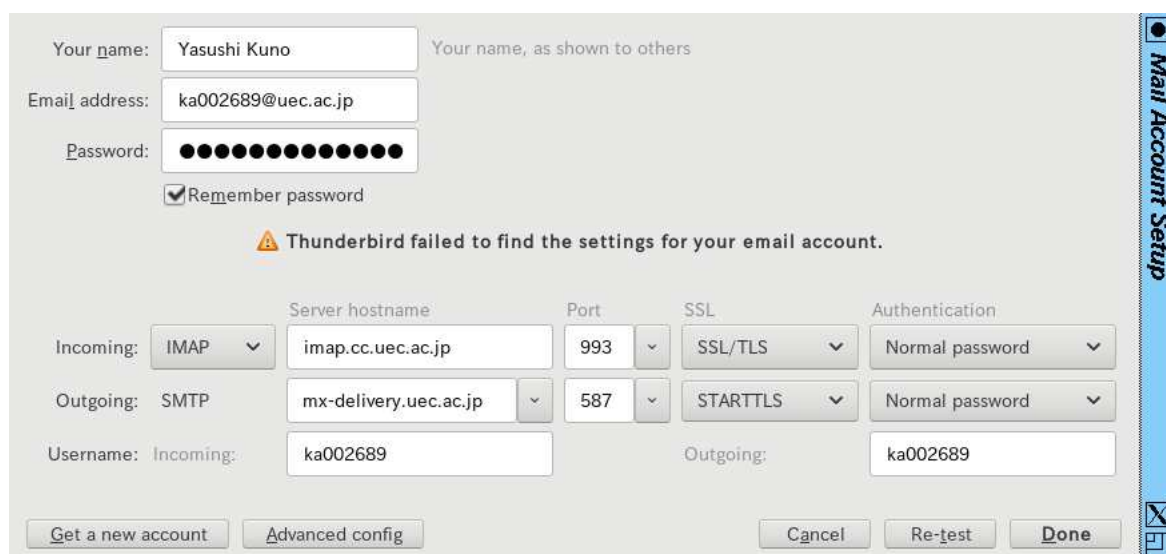 Your name: Yasushi Kuno Your name, as shown to others
Email address: ka002689@uec.ac.jp
Password: ●●●●●●●●●●●●●
Remember password
Thunderbird failed to find the settings for your email account.
Server hostname Port SSL Authentication
Incoming: IMAP imap.cc.uec.ac.jp 993 SSL/TLS Normal password
Outgoing: SMTP mx-delivery.uec.ac.jp 587 STARTTLS Normal password
Username: Incoming: ka002689 Outgoing: ka002689
Get a new account Advanced config Cancel Re-test Done
Mail Account Setup